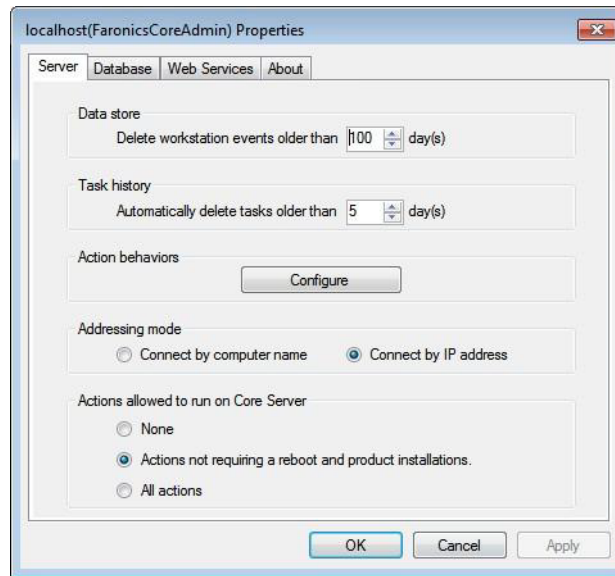 localhost(FaronicsCoreAdmin) Properties
Server Database Web Services About
Data store
Delete workstation events older than 100 day(s)
Task history
Automatically delete tasks older than 5 day(s)
Action behaviors
Configure
Addressing mode
Connect by computer name Connect by IP address
Actions allowed to run on Core Server
None
Actions not requiring a reboot and product installations.
All actions
OK Cancel Apply